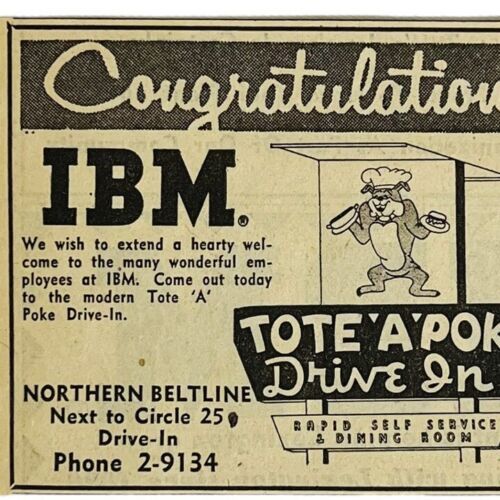 Congratulation
IBM®
We wish to extend a hearty wel-
come to the many wonderful em-
ployees at IBM. Come out today
to the modern Tote 'A'
Poke Drive-In.
TOTE 'A' POK
Drive In
RAPID SELF SERVICE
& DINING ROOM
NORTHERN BELTLINE
Next to Circle 25
Drive-In
Phone 2-9134